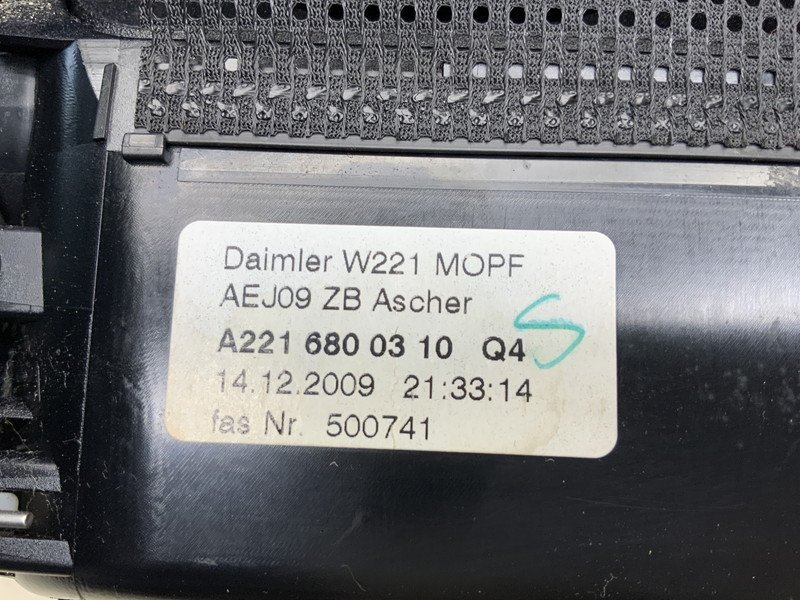 Daimler W221 MOPF
AEJ09 ZB Ascher
A221 680 03 10 Q4
14.12.2009 21:33:14
fas Nr. 500741